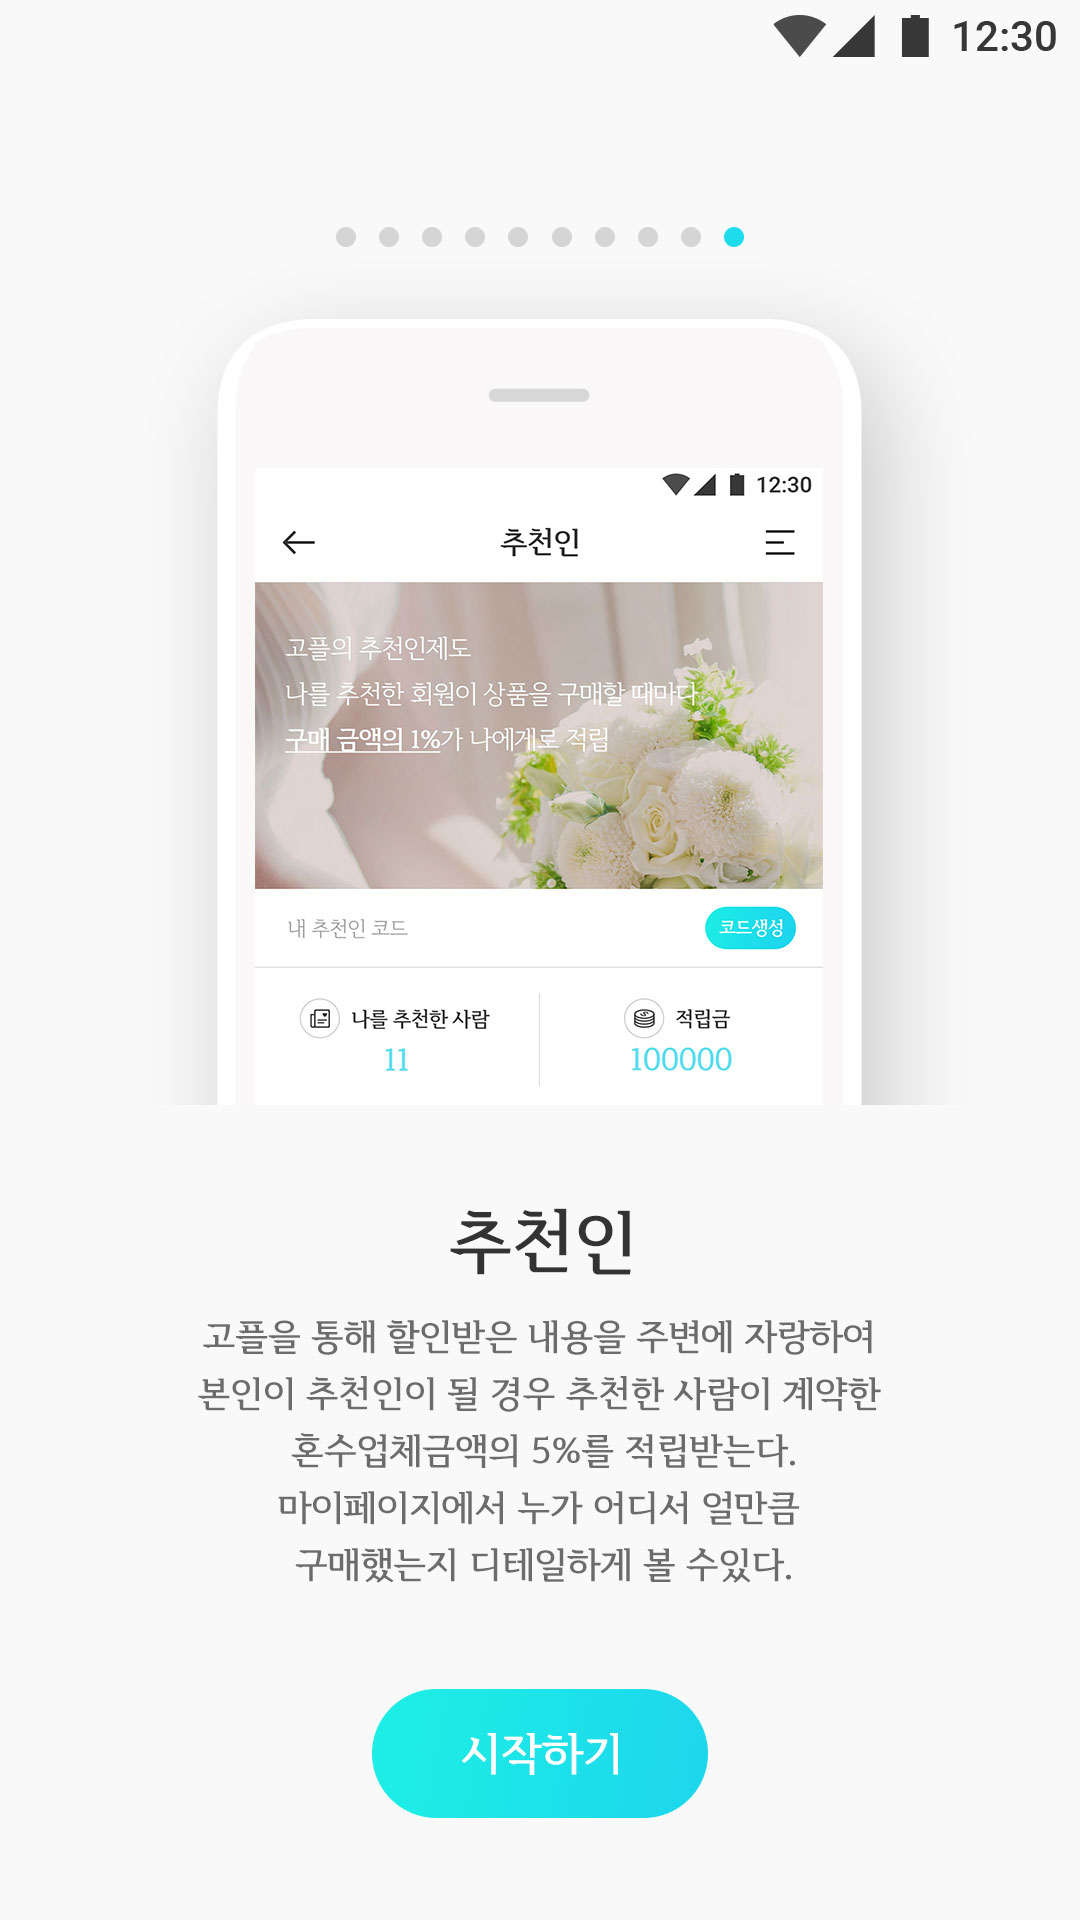 12:30
12:30
추천인
고플의 추천인제도
나를 추천한 회원이 상품을 구매할 때마다
구매 금액의 1%가 나에게로 적립
내 추천인 코드
코드생성
나를 추천한 사람
11
적립금
100000
추천인
고플을 통해 할인받은 내용을 주변에 자랑하여
본인이 추천인이 될 경우 추천한 사람이 계약한
혼수업체금액의 5%를 적립받는다.
마이페이지에서 누가 어디서 얼만큼
구매했는지 디테일하게 볼 수있다.
시작하기